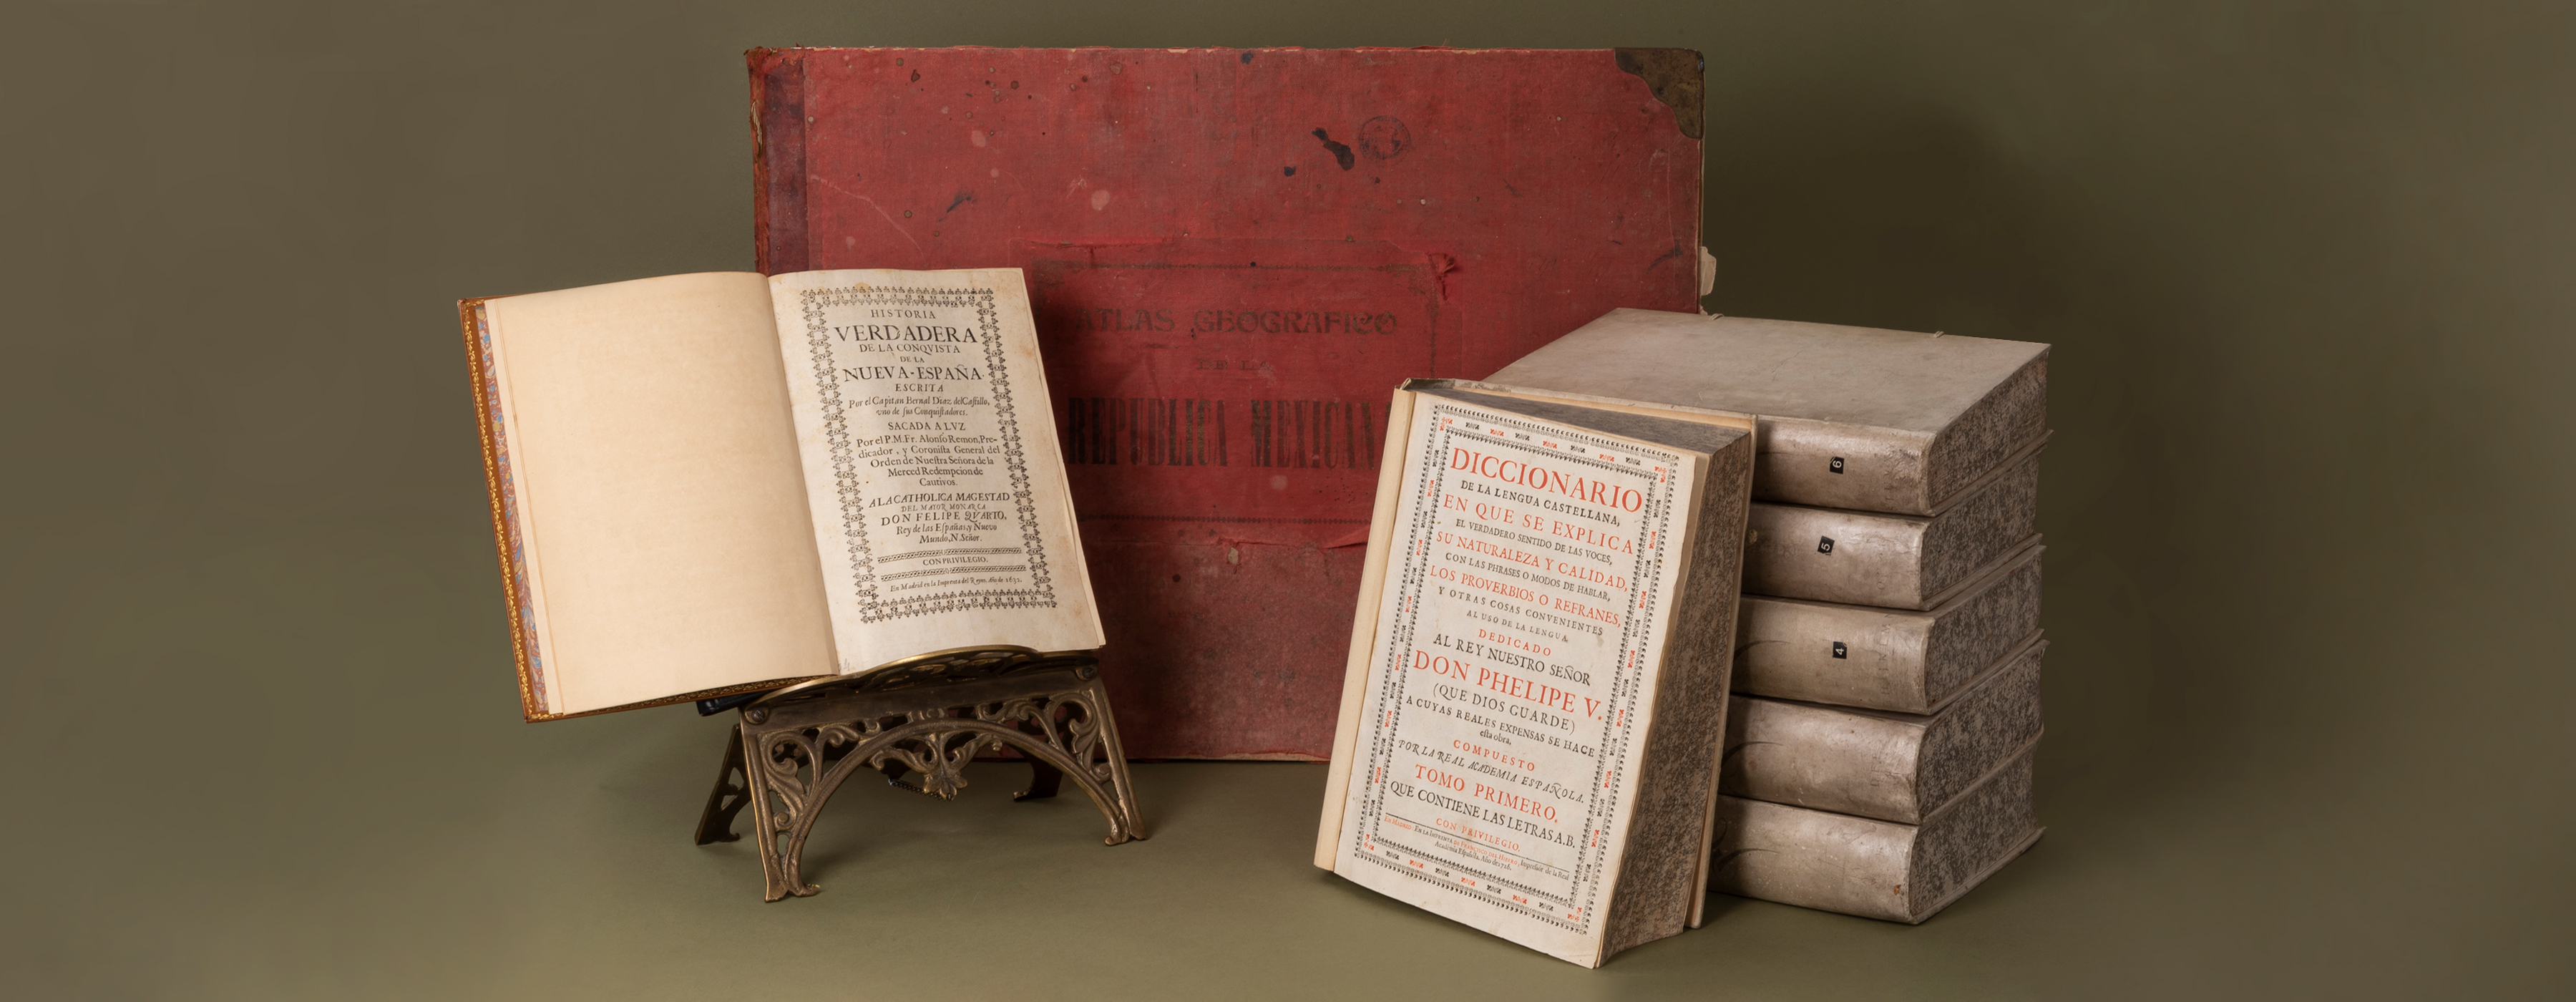 HISTORIA
VERDADERA
DE LA CONQVISTA
DE LA
NUEVA-ESPAÑA.
ESCRITA
Por el Capitan Bernal Diaz del Caſtillo,
vno de ſus Conquiſtadores.
SACADA A LVZ
Por el P.M.Fr. Alonſo Remon, Pre-
dicador, y Coroniſta General del
Orden de Nueſtra Señora de la
Merced Redempcion de
Cautivos.
A LA CATHOLICA MAGESTAD
DEL MAIOR MONARCA
DON FELIPE QVARTO,
Rey de las Eſpañas, y Nuevo
Mundo, N. Señor.
CON PRIVILEGIO.
En Madrid en la Imprenta del Reyno. Año de 1632.
ATLAS GEOGRAFICO
DE LA
REPUBLICA MEXICANA
DICCIONARIO
DE LA LENGUA CASTELLANA,
EN QUE SE EXPLICA
EL VERDADERO SENTIDO DE LAS VOCES,
SU NATURALEZA Y CALIDAD,
CON LAS PHRASES O MODOS DE HABLAR,
LOS PROVERBIOS O REFRANES,
Y OTRAS COSAS CONVENIENTES
AL USO DE LA LENGUA.
DEDICADO
AL REY NUESTRO SEÑOR
DON PHELIPE V.
(QUE DIOS GUARDE)
A CUYAS REALES EXPENSAS SE HACE
eſta obra.
COMPUESTO
POR LA REAL ACADEMIA ESPAÑOLA.
TOMO PRIMERO,
QUE CONTIENE LAS LETRAS A.B.
CON PRIVILEGIO.
EN MADRID. EN LA IMPRENTA DE FRANCISCO DEL HIERRO, Impreſſor de la Real
Academia Eſpañola. Año de 1726.
6
5
4